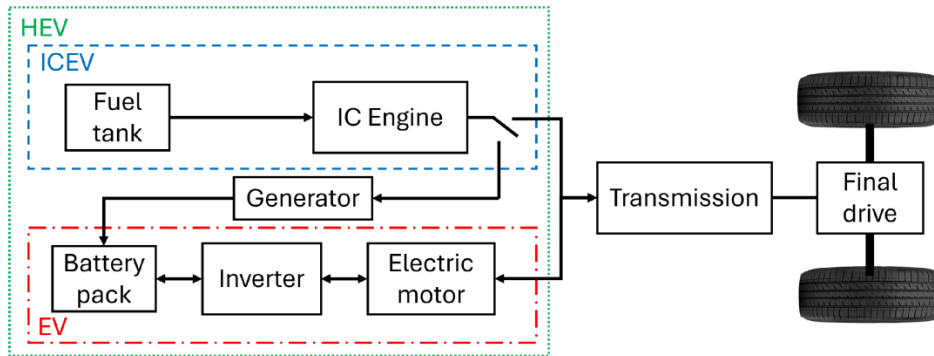 HEV
ICEV
Fuel
tank
IC Engine
Generator
Transmission
Final
drive
Battery
pack
Inverter
Electric
motor
EV